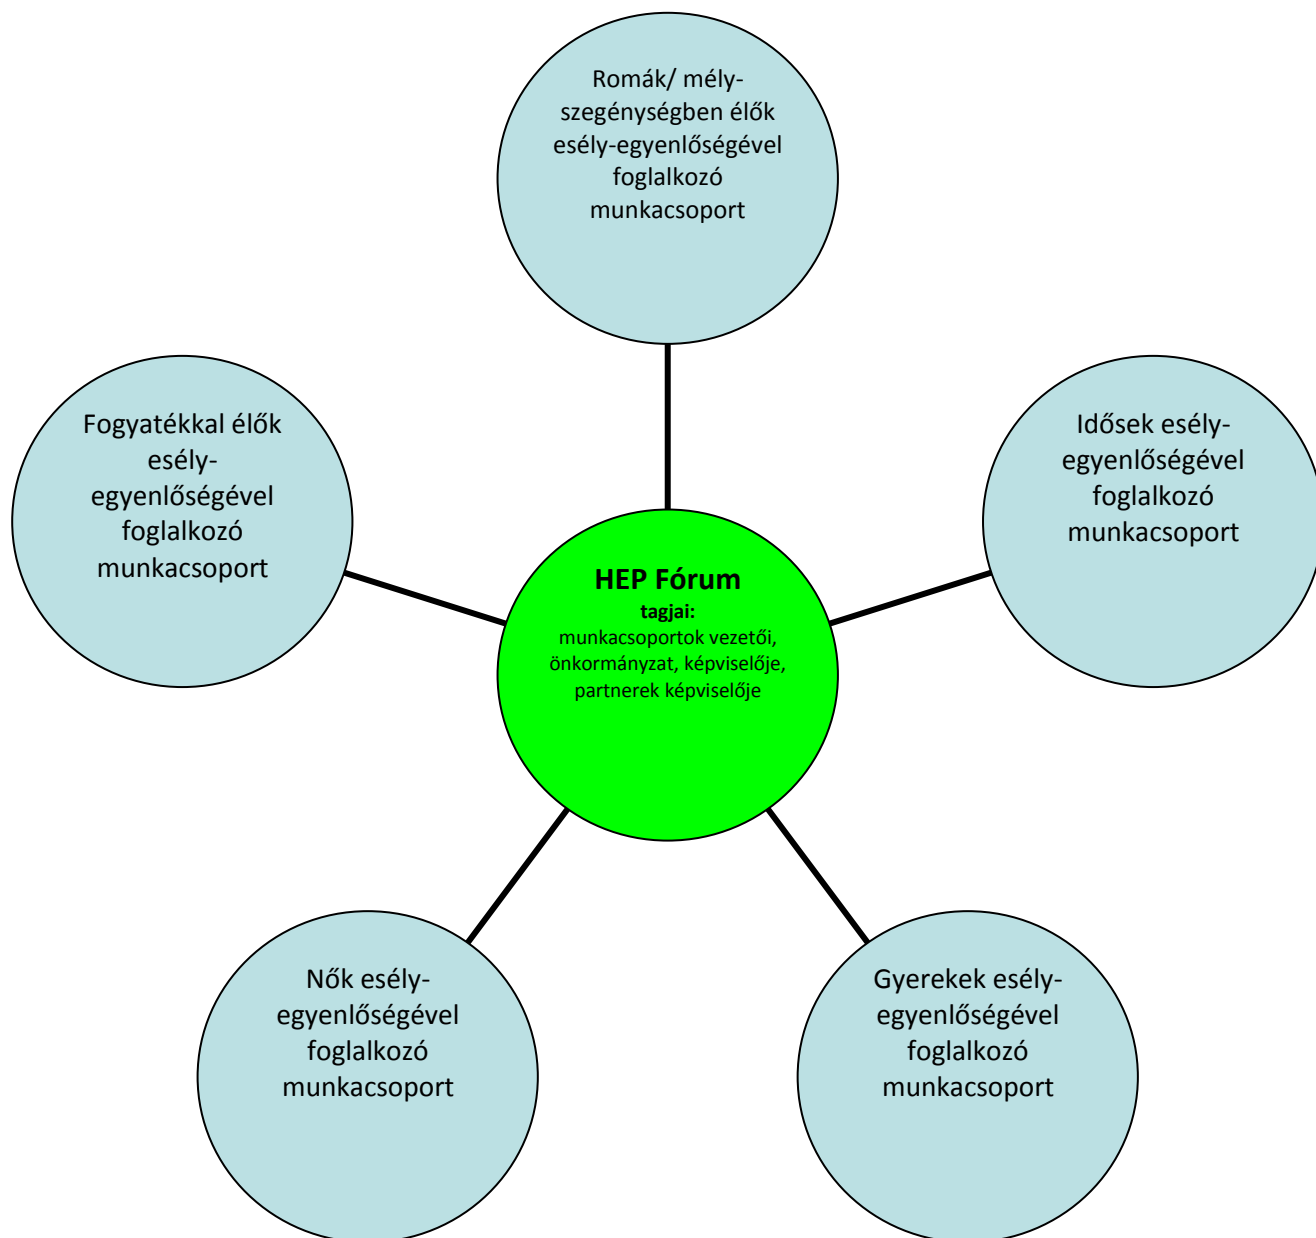 Romák/ mély-
szegénységben élők
esély-egyenlőségével
foglalkozó
munkacsoport
Fogyatékkal élők
esély-
egyenlőségével
foglalkozó
munkacsoport
Idősek esély-
egyenlőségével
foglalkozó
munkacsoport
HEP Fórum
tagjai:
munkacsoportok vezetői,
önkormányzat, képviselője,
partnerek képviselője
Nők esély-
egyenlőségével
foglalkozó
munkacsoport
Gyerekek esély-
egyenlőségével
foglalkozó
munkacsoport